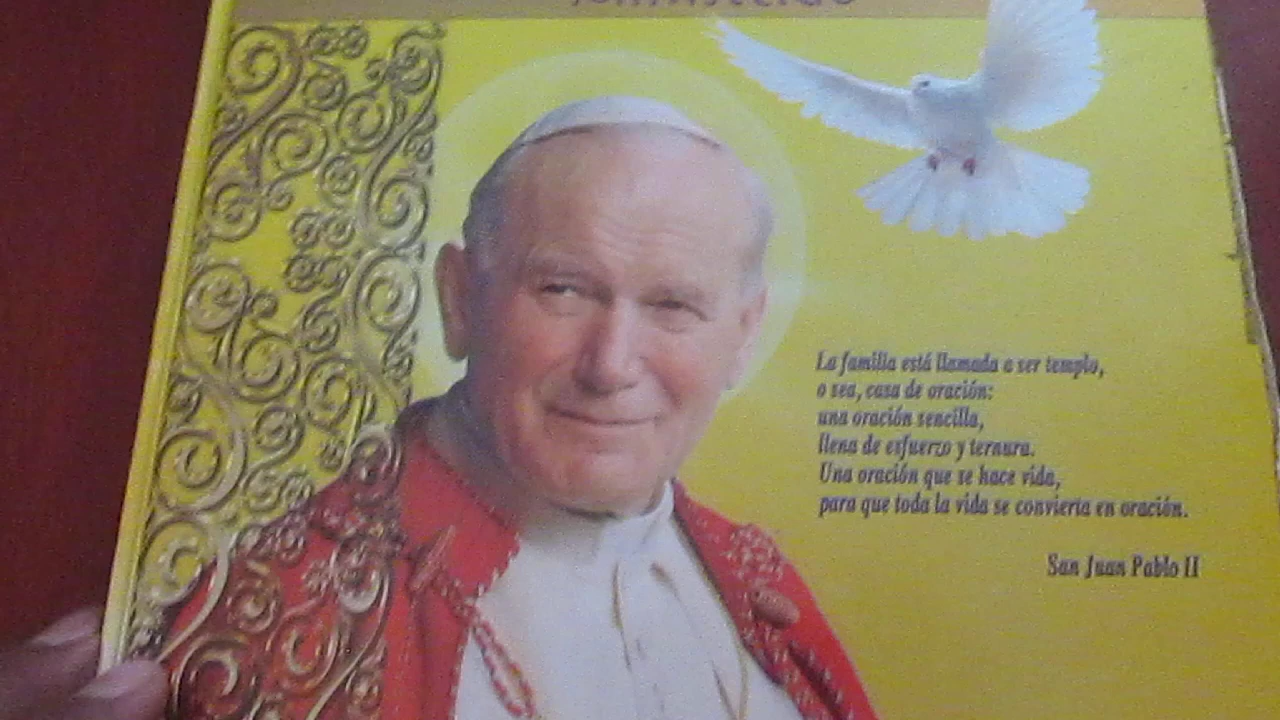 La familia está llamada a ser templo,
o sea, casa de oración:
una oración sencilla,
llena de esfuerzo y ternura.
Una oración que se hace vida,
para que toda la vida se convierta en oración.
San Juan Pablo II